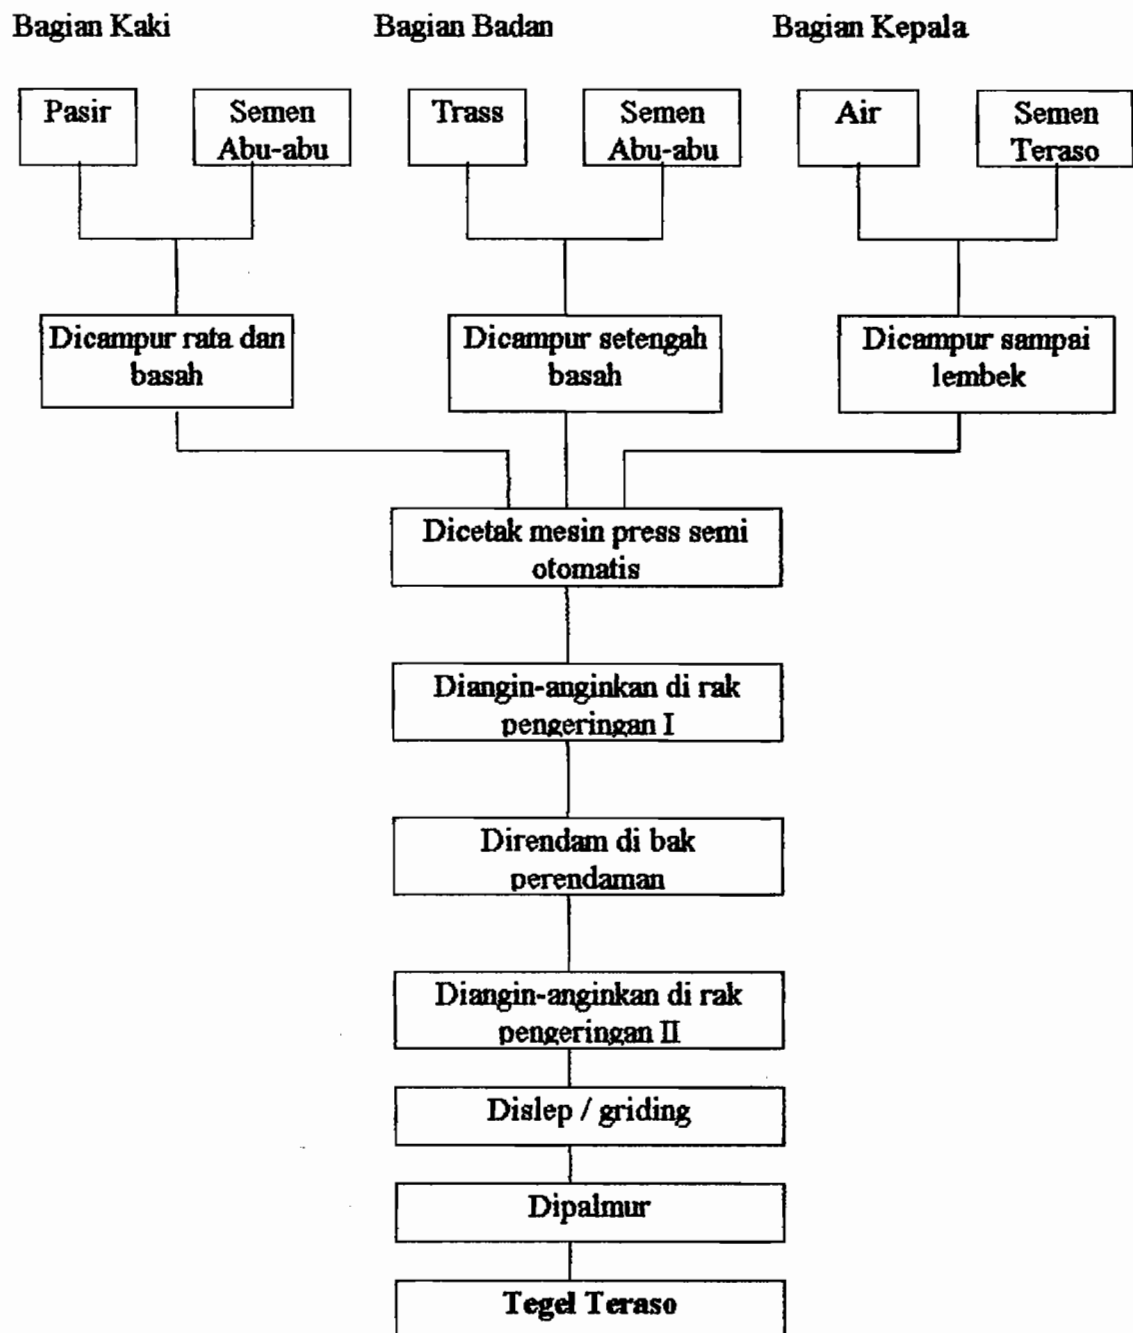 Bagian Kaki
Bagian Badan
Bagian Kepala
Pasir
Semen
Abu-abu
Trass
Semen
Abu-abu
Air
Semen
Teraso
Dicampur rata dan
basah
Dicampur setengah
basah
Dicampur sampai
lembek
Dicetak mesin press semi
otomatis
Diangin-anginkan di rak
pengeringan I
Direndam di bak
perendaman
Diangin-anginkan di rak
pengeringan II
Dislep / griding
Dipalmur
Tegel Teraso